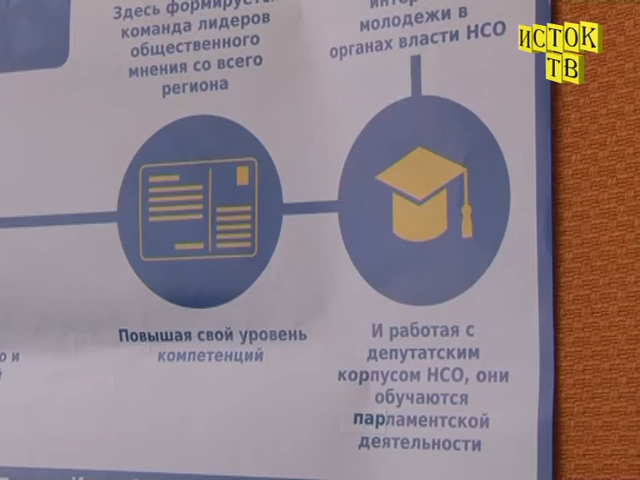 Здесь формируется
команда лидеров
общественного
мнения со всего
региона
молодежи в
органах власти НСО
ИСТОК
ТВ
Повышая свой уровень
компетенций
И работая с
депутатским
корпусом НСО, они
обучаются
парламентской
деятельности